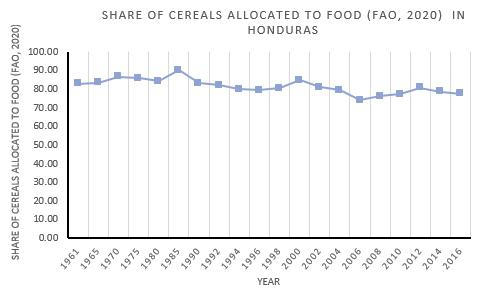 SHARE OF CEREALS ALLOCATED TO FOOD (FAO, 2020) IN
HONDURAS
SHARE OF CEREALS ALLOCATED TO FOOD (FAO, 2020)
100.00
90.00
80.00
70.00
60.00
50.00
40.00
30.00
20.00
10.00
0.00
1961 1965 1970 1975 1980 1985 1990 1992 1994 1996 1998 2000 2002 2004 2006 2008 2010 2012 2014 2016
YEAR